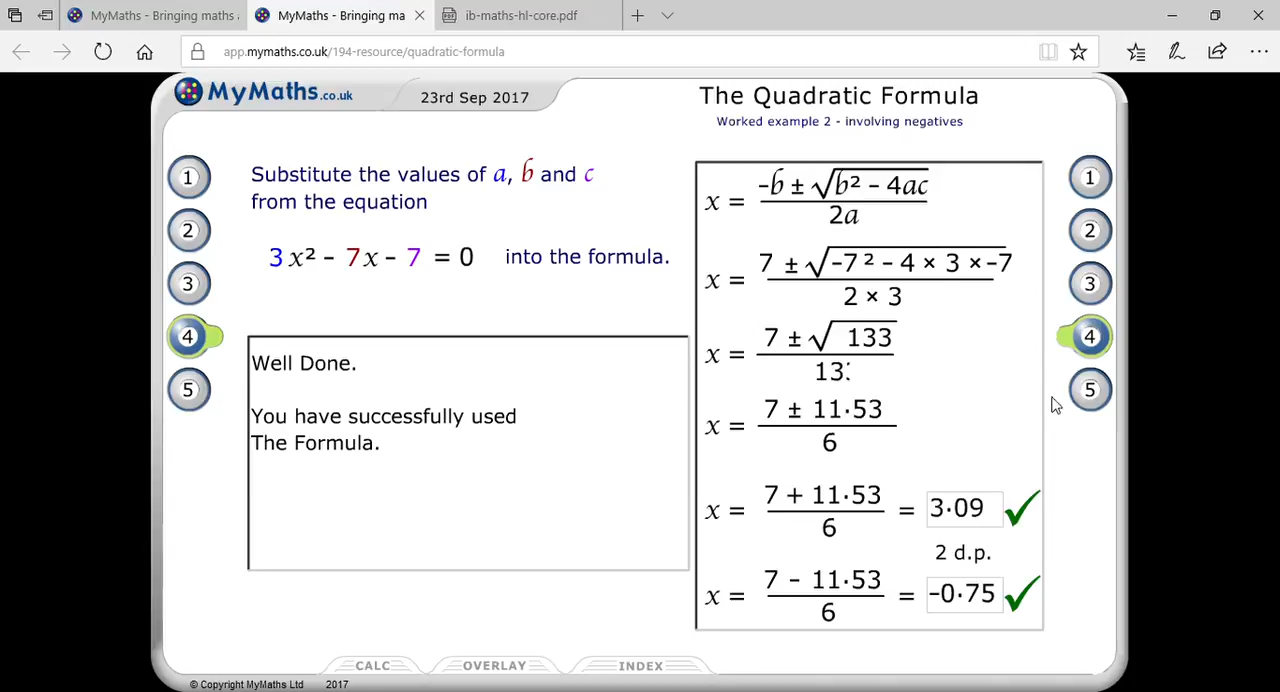 MyMaths - Bringing maths a
MyMaths - Bringing ma
ib-maths-hl-core.pdf
app.mymaths.co.uk/194-resource/quadratic-formula
MyMaths.co.uk
23rd Sep 2017
The Quadratic Formula
Worked example 2 - involving negatives
1
2
3
4
5
Substitute the values of a, b and c
from the equation
3x² - 7x - 7 = 0 into the formula.
Well Done.
You have successfully used
The Formula.
x = -b ± √b² - 4ac
2a
x = 7 ± √-7² - 4 × 3 × -7
2 × 3
x = 7 ± √ 133
13
x = 7 ± 11·53
6
x = 7 + 11·53 = 3·09
6
2 d.p.
x = 7 - 11·53 = -0·75
6
1
2
3
4
5
CALC
OVERLAY
INDEX
© Copyright MyMaths Ltd 2017